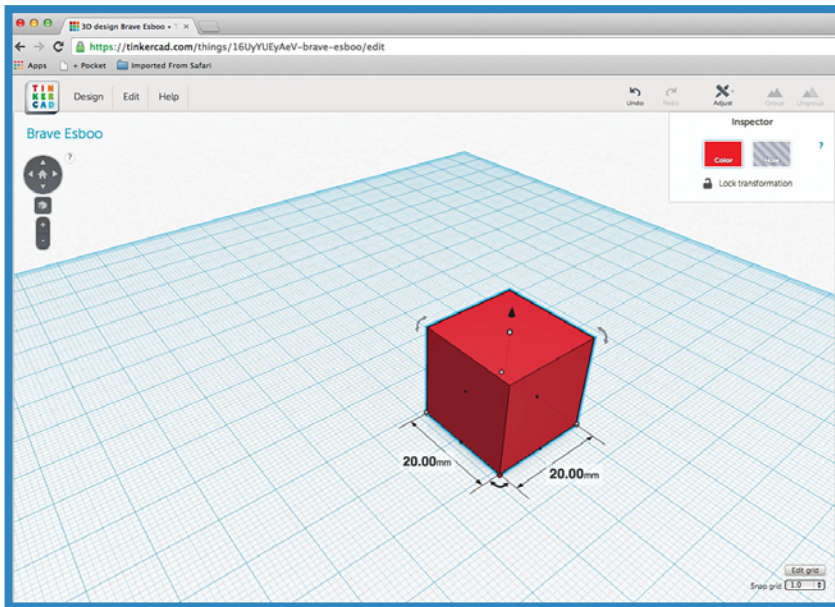 3D design Brave Esboo • T
https://tinkercad.com/things/16UyYUEyAeV-brave-esboo/edit
Apps + Pocket Imported From Safari
TIN
KER
CAD
Design Edit Help
Undo Redo Adjust Group Ungroup
Brave Esboo
?
Inspector
?
Color Hole
Lock transformation
+
-
20.00mm
20.00mm
Edit grid
Snap grid 1.0